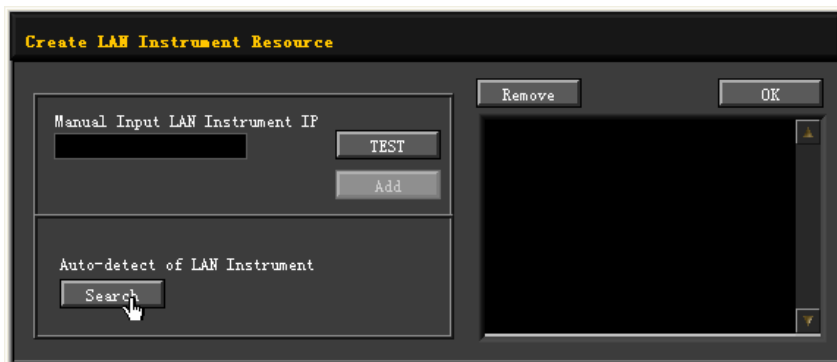 Create LAN Instrument Resource
Remove
OK
Manual Input LAN Instrument IP
TEST
Add
Auto-detect of LAN Instrument
Search